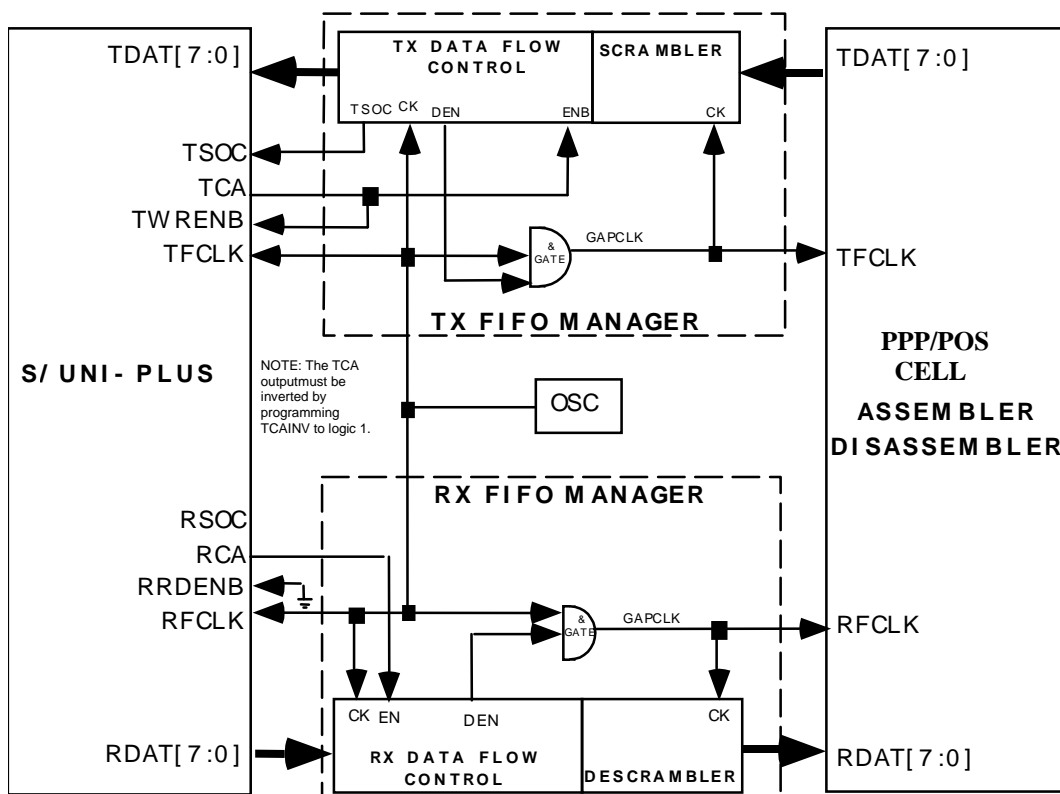 TDAT[7:0]
TX DATA FLOW
CONTROL
SCRAMBLER
TDAT[7:0]
TSOC CK DEN ENB CK
TSOC
TCA
TWRENB
TFCLK
&
GATE
GAPCLK
TFCLK
TX FIFO MANAGER
S/UNI-PLUS
NOTE: The TCA
outputmust be
inverted by
programming
TCAINV to logic 1.
OSC
PPP/POS
CELL
ASSEMBLER
DISASSEMBLER
RX FIFO MANAGER
RSOC
RCA
RRDENB
RFCLK
&
GATE
GAPCLK
RFCLK
CK EN DEN CK
RDAT[7:0]
RX DATA FLOW
CONTROL
DESCRAMBLER
RDAT[7:0]